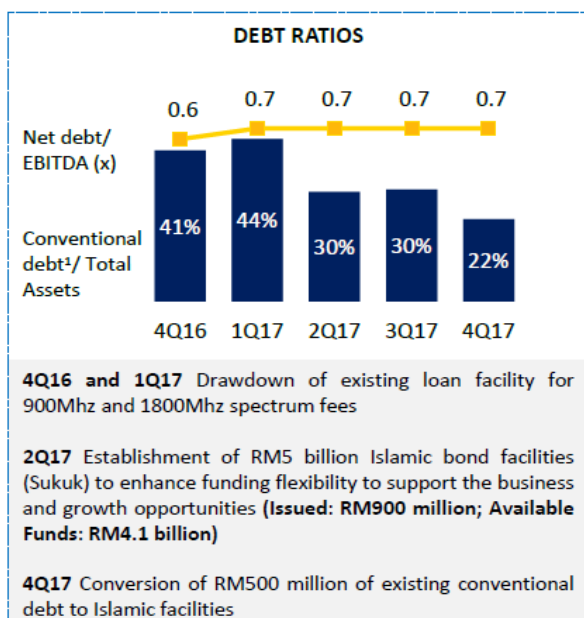 DEBT RATIOS
0.6 0.7 0.7 0.7 0.7
Net debt/
EBITDA (x)
41% 44% 30% 30% 22%
Conventional
debt¹/ Total
Assets
4Q16 1Q17 2Q17 3Q17 4Q17
4Q16 and 1Q17 Drawdown of existing loan facility for
900Mhz and 1800Mhz spectrum fees
2Q17 Establishment of RM5 billion Islamic bond facilities
(Sukuk) to enhance funding flexibility to support the business
and growth opportunities (Issued: RM900 million; Available
Funds: RM4.1 billion)
4Q17 Conversion of RM500 million of existing conventional
debt to Islamic facilities